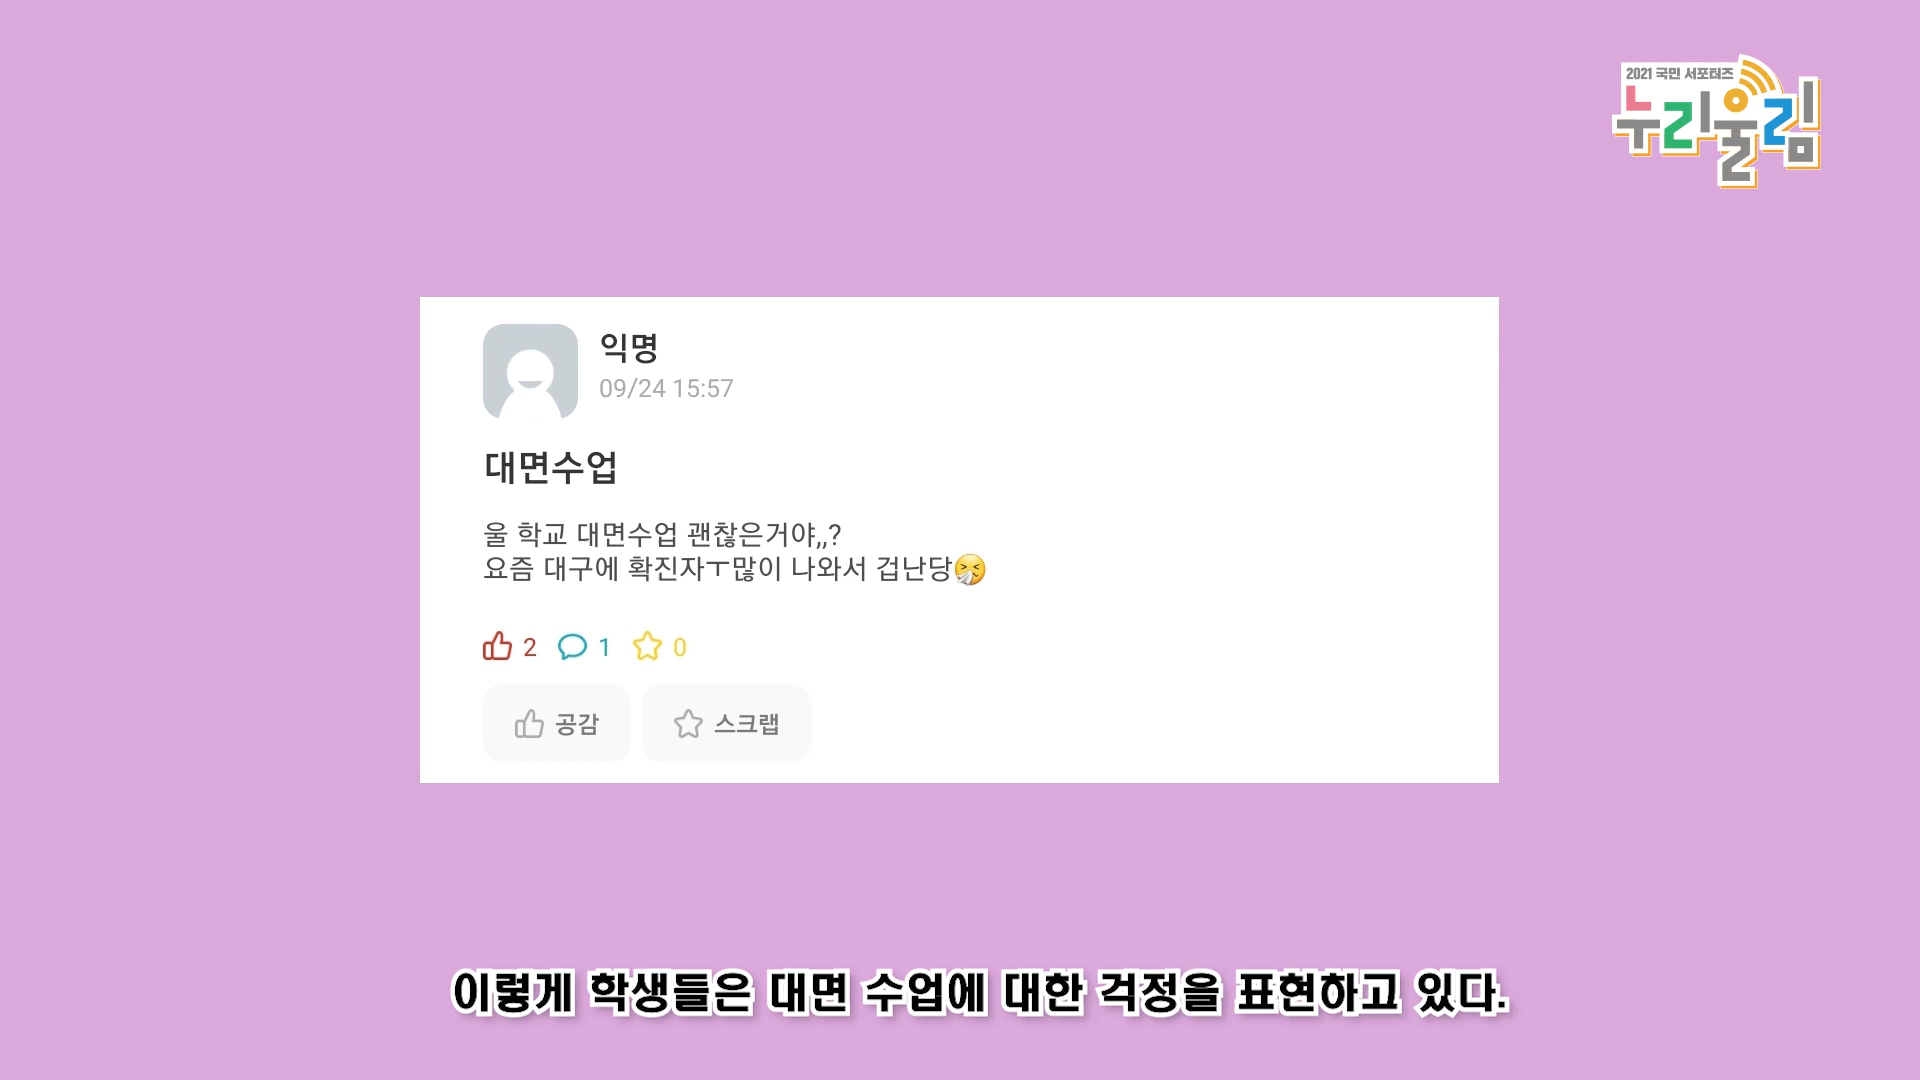 2021 국민 서포터즈
누리울림
익명
09/24 15:57
대면수업
울 학교 대면수업 괜찮은거야,,?
요즘 대구에 확진자ㅜ많이 나와서 겁난당🤧
2 1 0
공감 스크랩
이렇게 학생들은 대면 수업에 대한 걱정을 표현하고 있다.